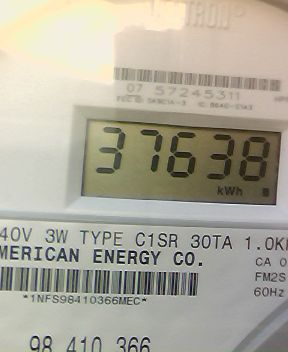 TRON®
07 57245311
37638
kWh
40V 3W TYPE C1SR 30TA 1.0K
MERICAN ENERGY CO.
CA 0
FM2S
60Hz
*1NFS98410366MEC*
98 410 366